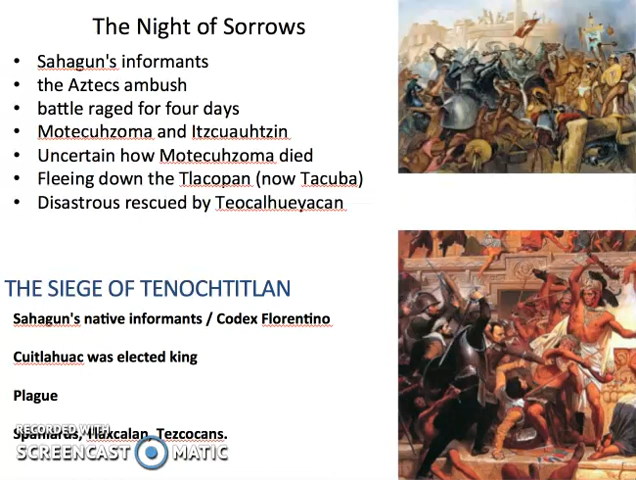 The Night of Sorrows
• Sahagun's informants
• the Aztecs ambush
• battle raged for four days
• Motecuhzoma and Itzcuauhtzin
• Uncertain how Motecuhzoma died
• Fleeing down the Tlacopan (now Tacuba)
• Disastrous rescued by Teocalhueyacan
THE SIEGE OF TENOCHTITLAN
Sahagun's native informants / Codex Florentino
Cuitlahuac was elected king
Plague
RECORDED WITH
Spaniards, Tlaxcalan, Tezcocans.
SCREENCAST MATIC